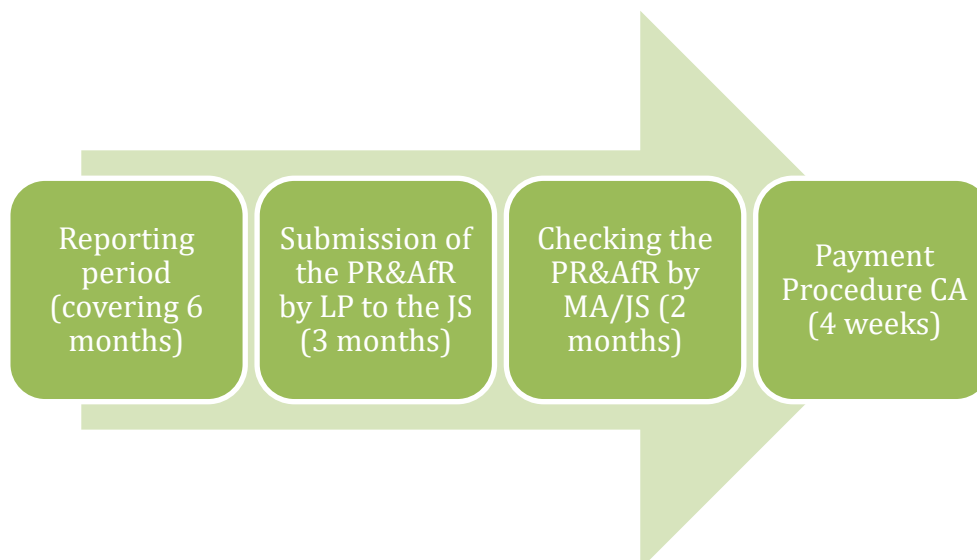 Reporting
period
(covering 6
months)
Submission of
the PR&AfR
by LP to the JS
(3 months)
Checking the
PR&AfR by
MA/JS (2
months)
Payment
Procedure CA
(4 weeks)